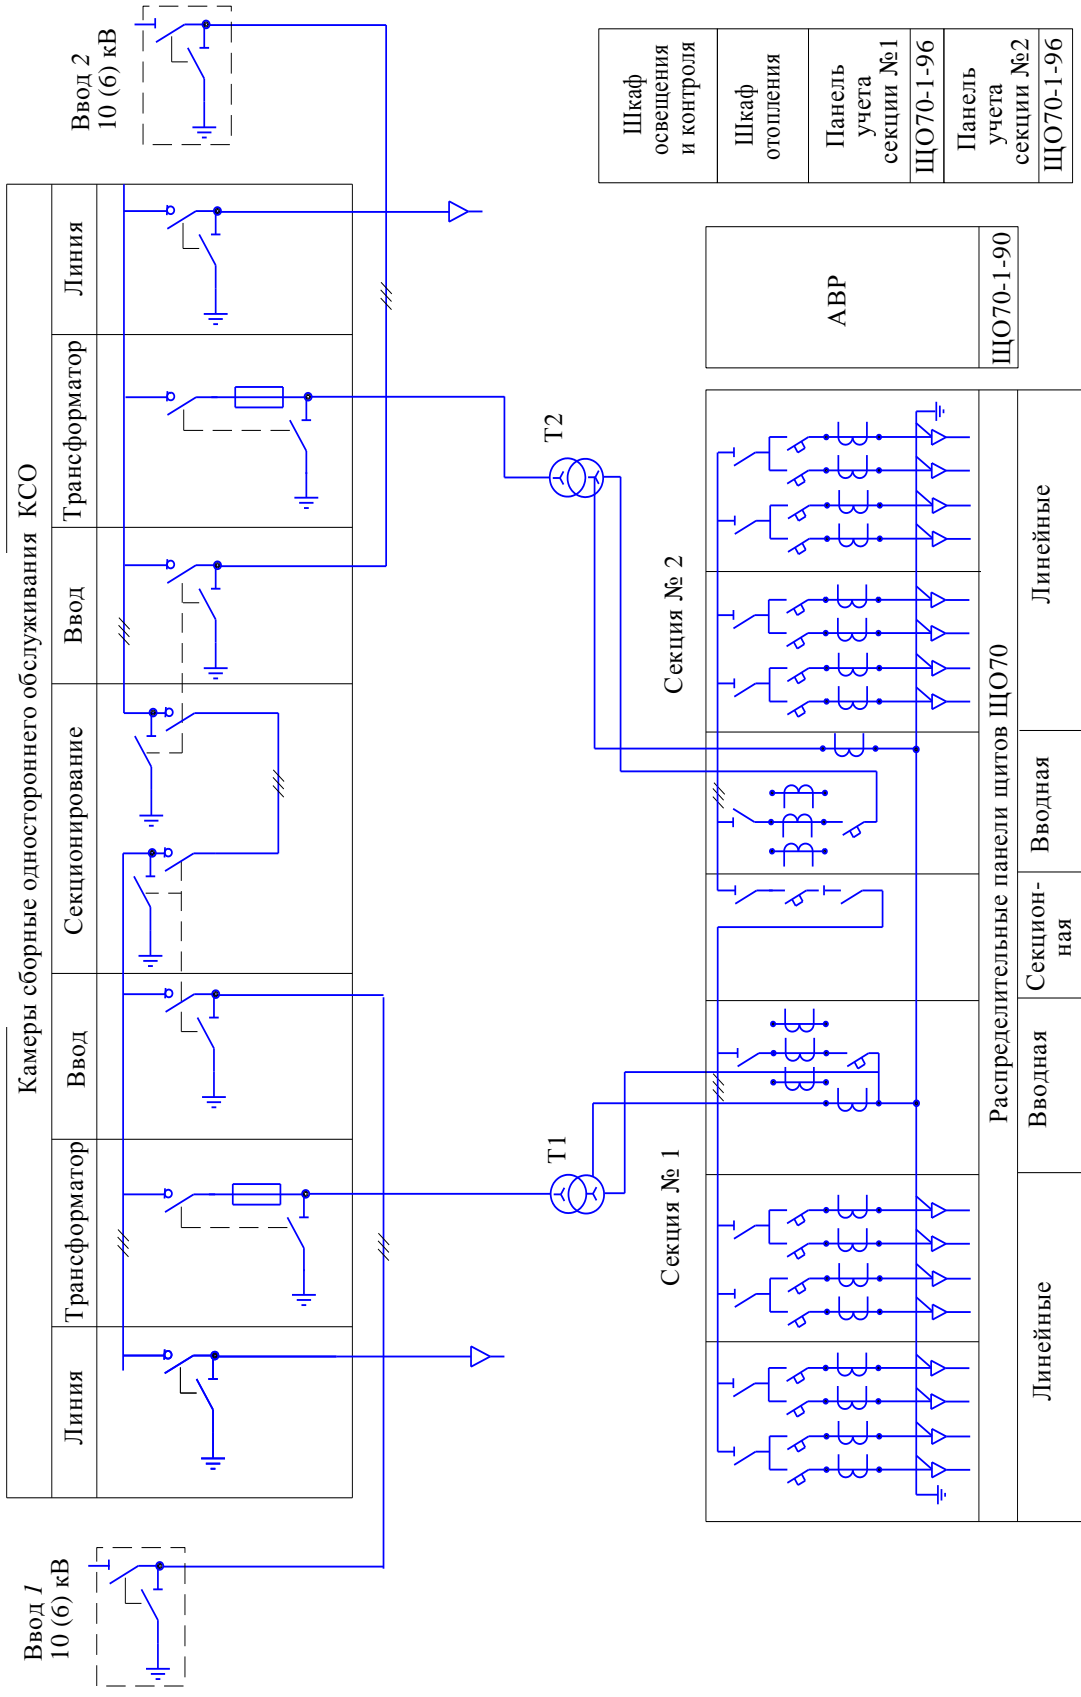 Камеры сборные одностороннего обслуживания КСО
Линия
Трансформатор
Ввод
Секционирование
Ввод
Трансформатор
Линия
Ввод 1
10 (6) кВ
Ввод 2
10 (6) кВ
Т1
Т2
Секция № 1
Секция № 2
Распределительные панели щитов ЩО70
Линейные
Вводная
Секцион-
ная
Вводная
Линейные
АВР
ЩО70-1-90
Шкаф
освещения
и контроля
Шкаф
отопления
Панель
учета
секции №1
ЩО70-1-96
Панель
учета
секции №2
ЩО70-1-96